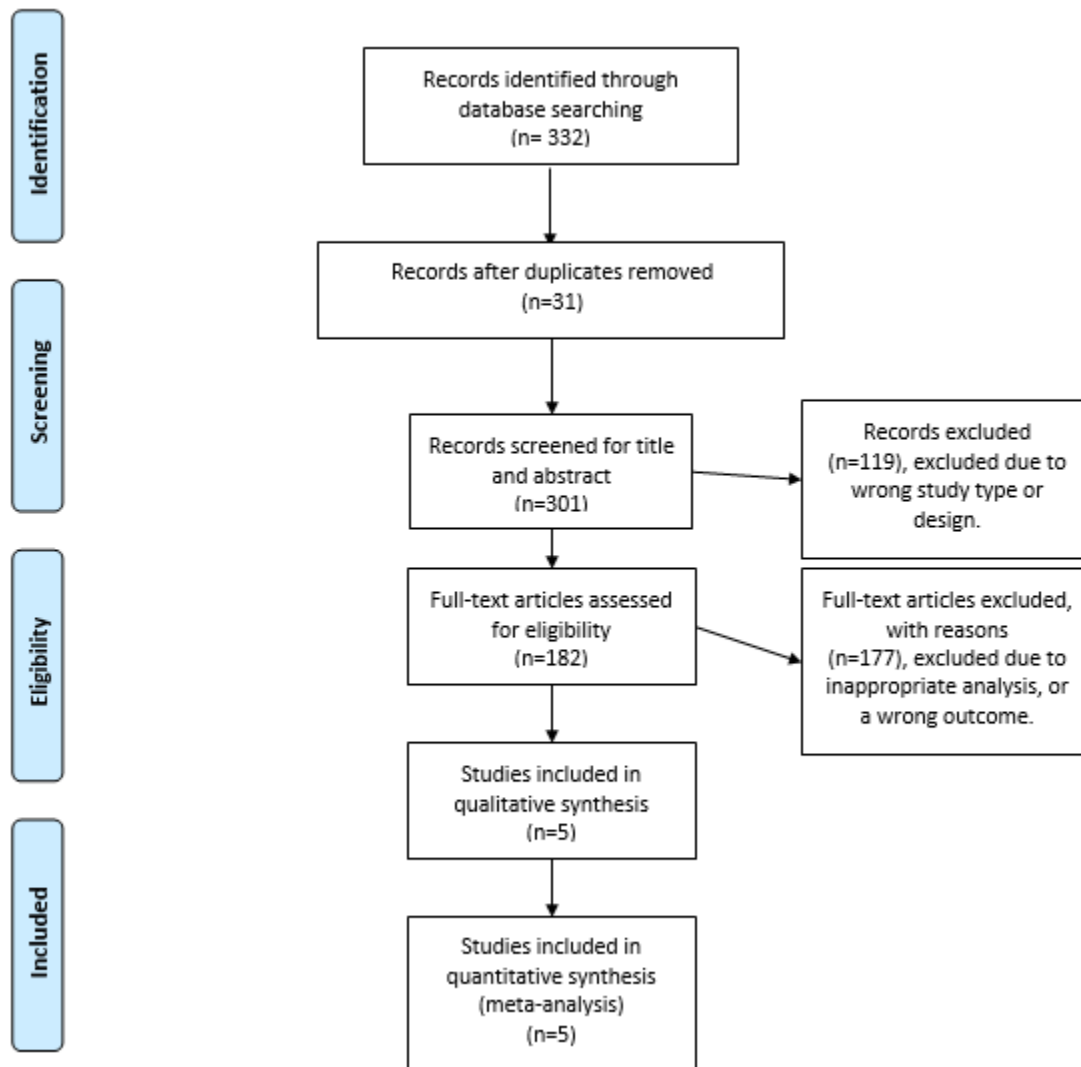 Identification
Records identified through
database searching
(n= 332)
Records after duplicates removed
(n=31)
Screening
Records screened for title
and abstract
(n=301)
Records excluded
(n=119), excluded due to
wrong study type or
design.
Eligibility
Full-text articles assessed
for eligibility
(n=182)
Full-text articles excluded,
with reasons
(n=177), excluded due to
inappropriate analysis, or
a wrong outcome.
Studies included in
qualitative synthesis
(n=5)
Included
Studies included in
quantitative synthesis
(meta-analysis)
(n=5)